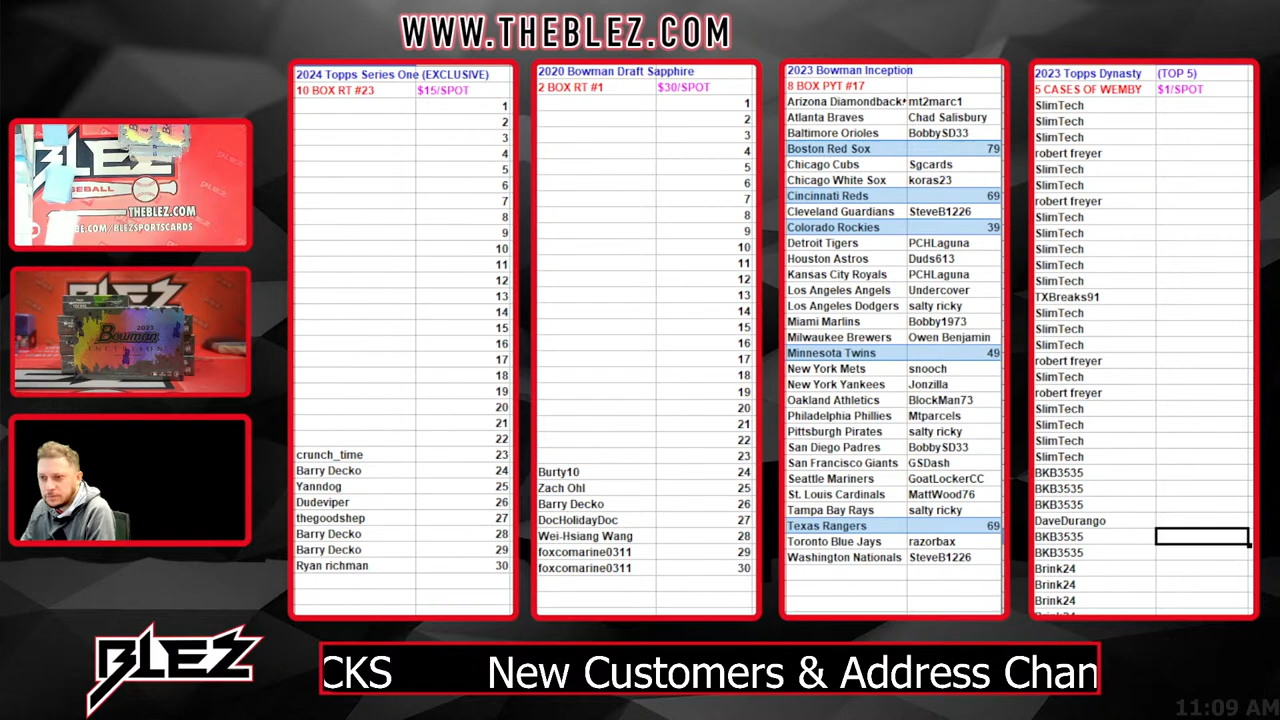 WWW.THEBLEZ.COM
BLEZ
BASEBALL
THEBLEZ.COM
BE.COM/BLEZSPORTSCARDS
2023
Bowman
INCEPTION
2024 Topps Series One (EXCLUSIVE)
10 BOX RT #23 $15/SPOT
1
2
3
4
5
6
7
8
9
10
11
12
13
14
15
16
17
18
19
20
21
22
crunch_time 23
Barry Decko 24
Yanndog 25
Dudeviper 26
thegoodshep 27
Barry Decko 28
Barry Decko 29
Ryan richman 30
2020 Bowman Draft Sapphire
2 BOX RT #1 $30/SPOT
1
2
3
4
5
6
7
8
9
10
11
12
13
14
15
16
17
18
19
20
21
22
23
Burty10 24
Zach Ohl 25
Barry Decko 26
DocHolidayDoc 27
Wei-Hsiang Wang 28
foxcomarine0311 29
foxcomarine0311 30
2023 Bowman Inception
8 BOX PYT #17
Arizona Diamondback mt2marc1
Atlanta Braves Chad Salisbury
Baltimore Orioles BobbySD33
Boston Red Sox 79
Chicago Cubs Sgcards
Chicago White Sox koras23
Cincinnati Reds 69
Cleveland Guardians SteveB1226
Colorado Rockies 39
Detroit Tigers PCHLaguna
Houston Astros Duds613
Kansas City Royals PCHLaguna
Los Angeles Angels Undercover
Los Angeles Dodgers salty ricky
Miami Marlins Bobby1973
Milwaukee Brewers Owen Benjamin
Minnesota Twins 49
New York Mets snooch
New York Yankees Jonzilla
Oakland Athletics BlockMan73
Philadelphia Phillies Mtparcels
Pittsburgh Pirates salty ricky
San Diego Padres BobbySD33
San Francisco Giants GSDash
Seattle Mariners GoatLockerCC
St. Louis Cardinals MattWood76
Tampa Bay Rays salty ricky
Texas Rangers 69
Toronto Blue Jays razorbax
Washington Nationals SteveB1226
2023 Topps Dynasty (TOP 5)
5 CASES OF WEMBY $1/SPOT
SlimTech
SlimTech
SlimTech
robert freyer
SlimTech
SlimTech
robert freyer
SlimTech
SlimTech
SlimTech
SlimTech
SlimTech
TXBreaks91
SlimTech
SlimTech
SlimTech
robert freyer
SlimTech
robert freyer
SlimTech
SlimTech
SlimTech
SlimTech
BKB3535
BKB3535
BKB3535
DaveDurango
BKB3535
BKB3535
Brink24
Brink24
Brink24
BLEZ
CKS New Customers & Address Chan
11:09 AM